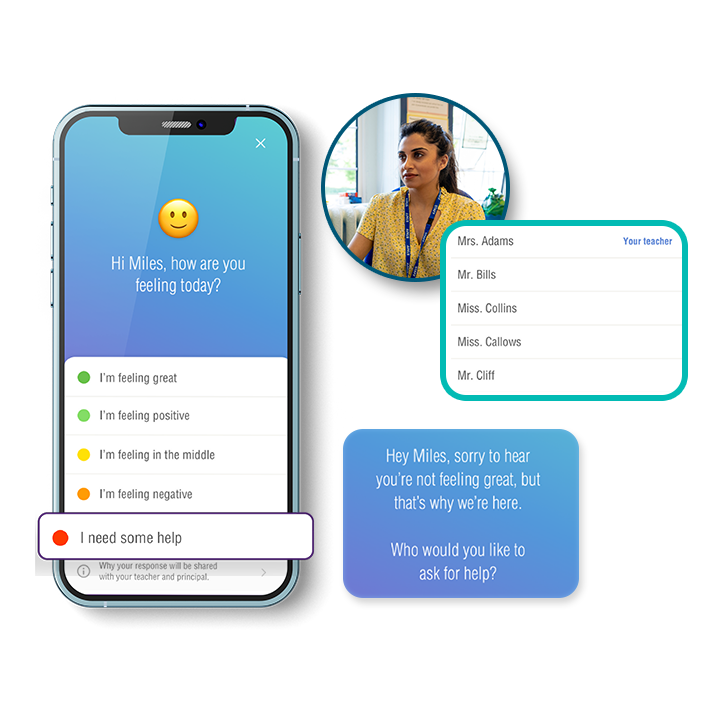 Hi Miles, how are you
feeling today?
I'm feeling great
I'm feeling positive
I'm feeling in the middle
I'm feeling negative
I need some help
Why your response will be shared
with your teacher and principal.
Mrs. Adams
Your teacher
Mr. Bills
Miss. Collins
Miss. Callows
Mr. Cliff
Hey Miles, sorry to hear
you're not feeling great, but
that's why we're here.
Who would you like to
ask for help?